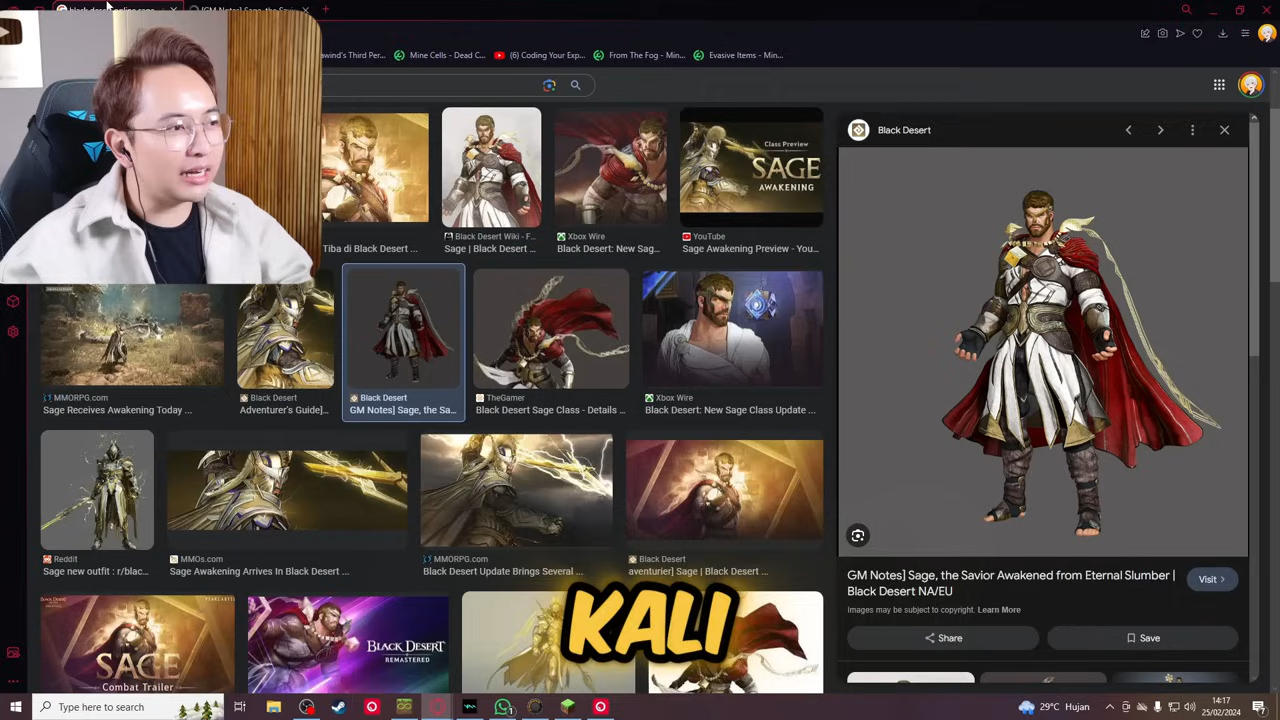 [GM Notes] Sage, the Savi
awind's Third Pers...
Mine Cells - Dead C...
(6) Coding Your Exp...
From The Fog - Min...
Evasive Items - Min...
Class Preview
SAGE
AWAKENING
Tiba di Black Desert ...
Black Desert Wiki - F...
Sage | Black Desert ...
Xbox Wire
Black Desert: New Sag...
YouTube
Sage Awakening Preview - You...
MMORPG.com
Sage Receives Awakening Today ...
Black Desert
Adventurer's Guide]...
Black Desert
GM Notes] Sage, the Sa...
TheGamer
Black Desert Sage Class - Details ...
Xbox Wire
Black Desert: New Sage Class Update ...
Reddit
Sage new outfit : r/blac...
MMOs.com
Sage Awakening Arrives In Black Desert ...
MMORPG.com
Black Desert Update Brings Several ...
Black Desert
aventurier] Sage | Black Desert ...
SAGE
Combat Trailer
BLACK DESERT
REMASTERED
KALI
Black Desert
GM Notes] Sage, the Savior Awakened from Eternal Slumber |
Black Desert NA/EU
Visit
Images may be subject to copyright. Learn More
Share
Save
Type here to search
29°C Hujan
14:17
25/02/2024